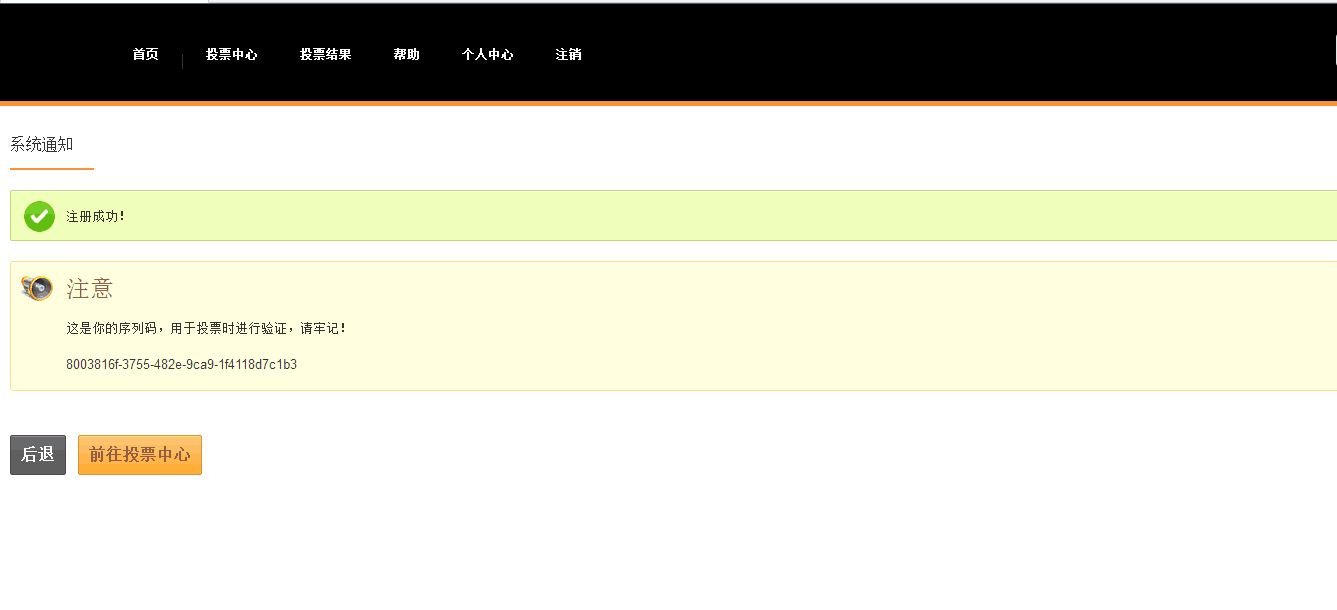 首页 投票中心 投票结果 帮助 个人中心 注销
系统通知
注册成功！
注意
这是你的序列码，用于投票时进行验证，请牢记！
8003816f-3755-482e-9ca9-1f4118d7c1b3
后退 前往投票中心